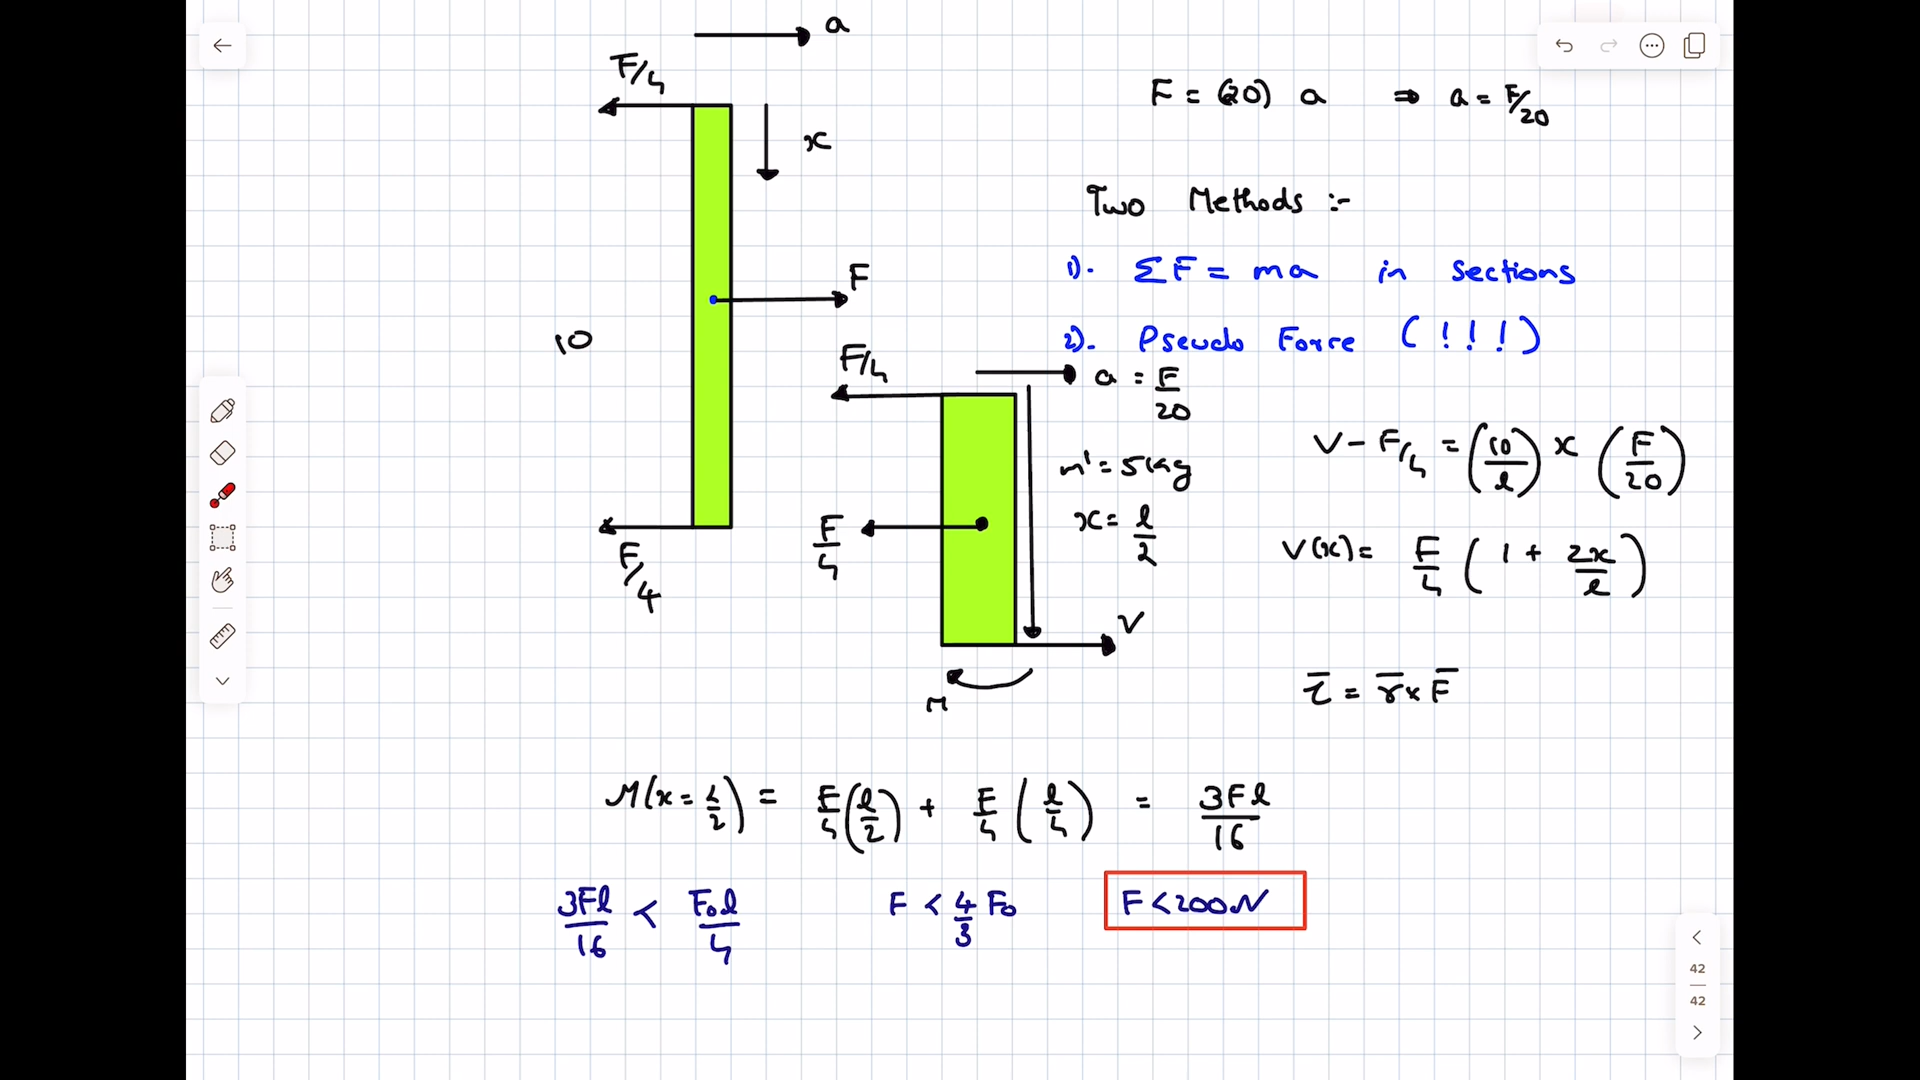 a
F/4
x
F = (20) a ⇒ a = F/20
Two Methods :-
1). ΣF = ma in sections
F
10
2). Pseudo Force ( ! ! ! )
F/4
a = F/20
V - F/4 = (10/l) x (F/20)
m' = 5kg
F/4
x = l/2
F/4
V(x) = F/4 ( 1 + 2x/l )
V
M
τ̄ = r̄ × F̄
M(x = L/2) = F/4 (l/2) + F/4 (l/4) = 3Fl/16
3Fl/16 < F₀l/4 F < 4/3 F₀ F < 200N
42
42